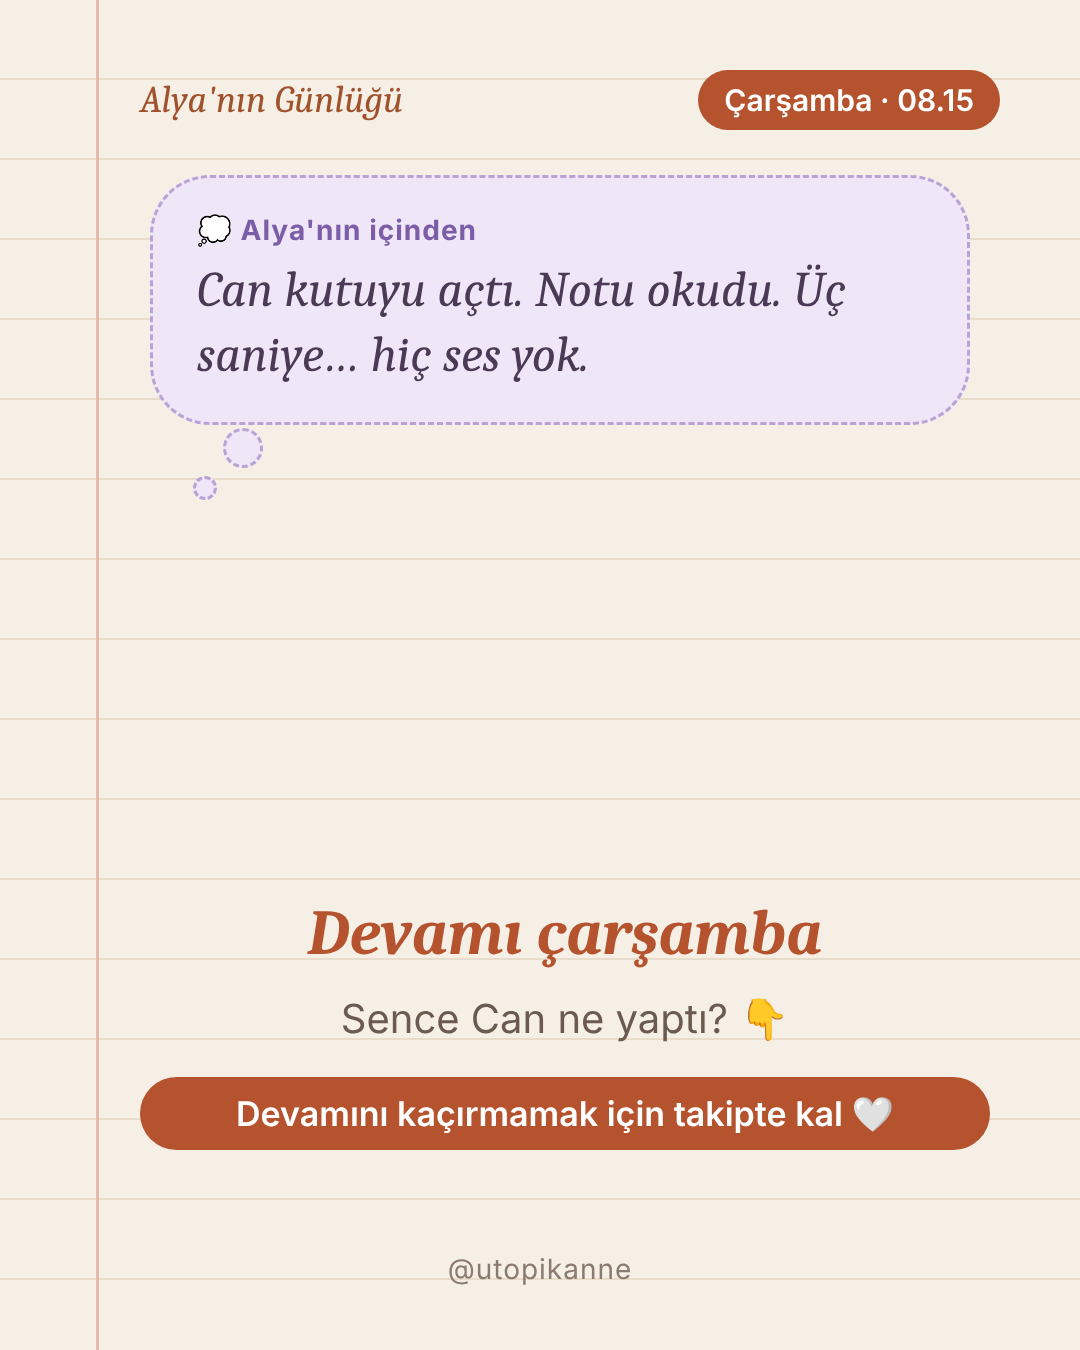 Alya'nın Günlüğü
Çarşamba · 08.15
💭 Alya'nın içinden
Can kutuyu açtı. Notu okudu. Üç
saniye… hiç ses yok.
Devamı çarşamba
Sence Can ne yaptı? 👇
Devamını kaçırmamak için takipte kal 🤍
@utopikanne